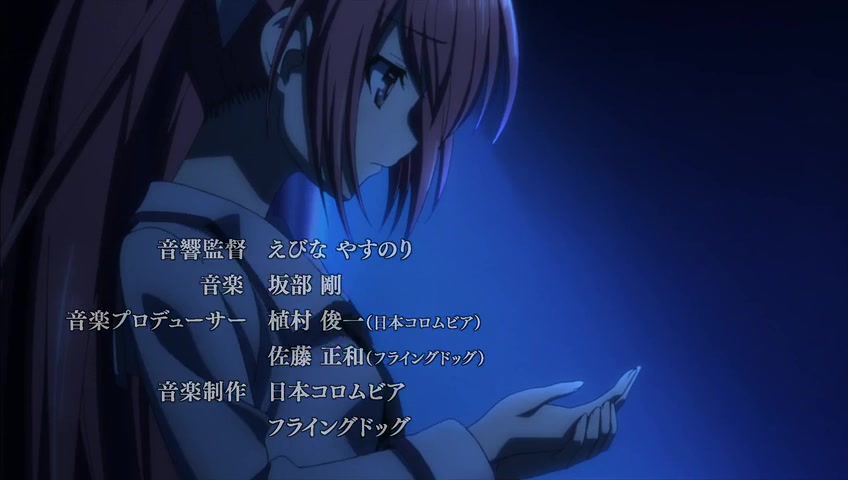 音響監督 えびな やすのり
音楽 坂部 剛
音楽プロデューサー 植村 俊一(日本コロムビア)
佐藤 正和(フライングドッグ)
音楽制作 日本コロムビア
フライングドッグ